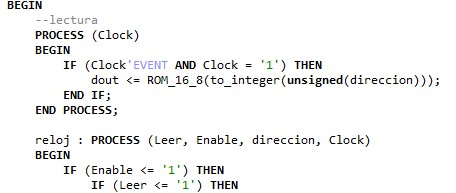 BEGIN
--lectura
PROCESS (Clock)
BEGIN
IF (Clock'EVENT AND Clock = '1') THEN
dout <= ROM_16_8(to_integer(unsigned(direccion)));
END IF;
END PROCESS;
reloj : PROCESS (Leer, Enable, direccion, Clock)
BEGIN
IF (Enable <= '1') THEN
IF (Leer <= '1') THEN